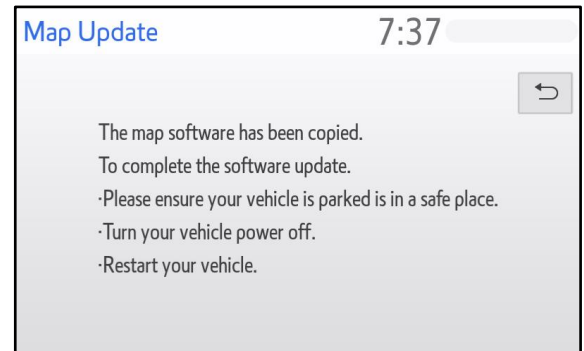 Map Update
7:37
The map software has been copied.
To complete the software update.
·Please ensure your vehicle is parked is in a safe place.
·Turn your vehicle power off.
·Restart your vehicle.